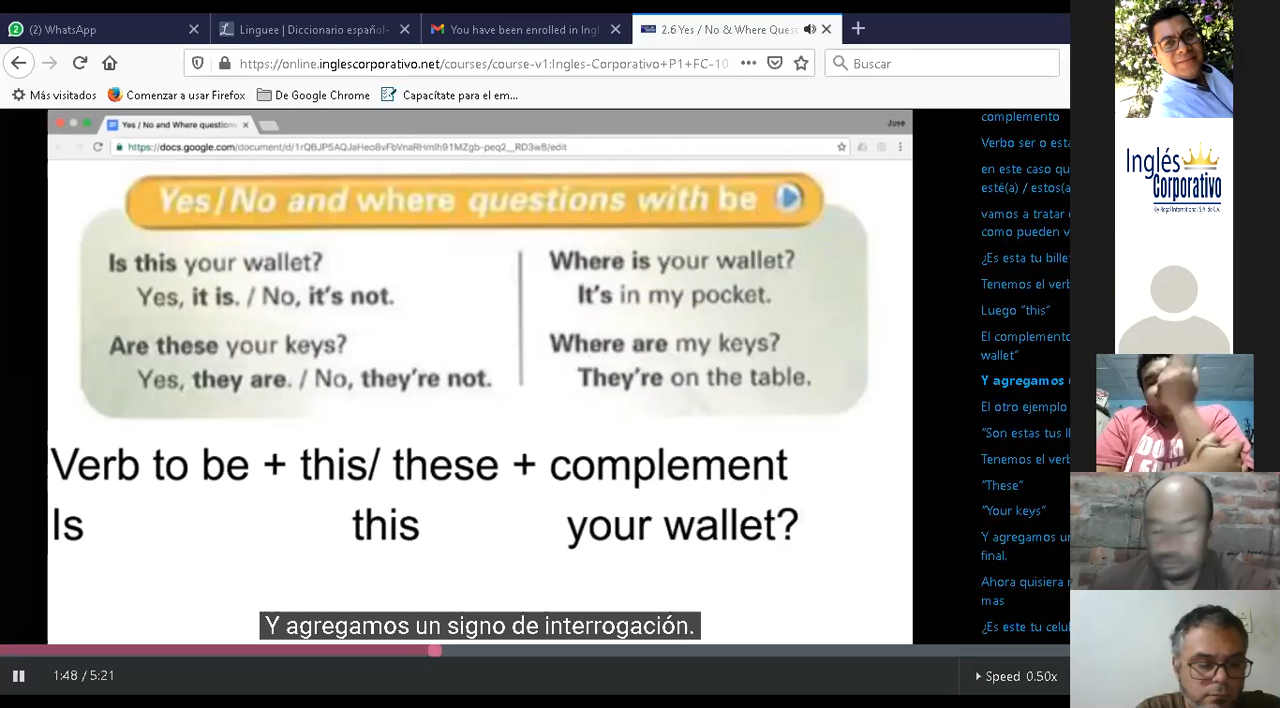 (2) WhatsApp
Linguee | Diccionario español-
You have been enrolled in Ingl
2.6 Yes / No & Where Ques
https://online.inglescorporativo.net/courses/course-v1:Ingles-Corporativo+P1+FC-10
Buscar
Más visitados
Comenzar a usar Firefox
De Google Chrome
Capacítate para el em...
Yes / No and Where questions
Jose
Yes/No and where questions with be
Is this your wallet?
Yes, it is. / No, it's not.
Are these your keys?
Yes, they are. / No, they're not.
Where is your wallet?
It's in my pocket.
Where are my keys?
They're on the table.
Verb to be + this/ these + complement
Is this your wallet?
Y agregamos un signo de interrogación.
1:48 / 5:21
Speed 0.50x
complemento
Verbo ser o esta
en este caso qu
esté(a) / estos(a
vamos a tratar
como pueden v
¿Es esta tu bille
Tenemos el verb
Luego "this"
El complemento
wallet"
Y agregamos u
El otro ejemplo
"Son estas tus ll
Tenemos el verb
"These"
"Your keys"
Y agregamos un
final.
Ahora quisiera
mas
¿Es este tu celu
Inglés
Corporativo